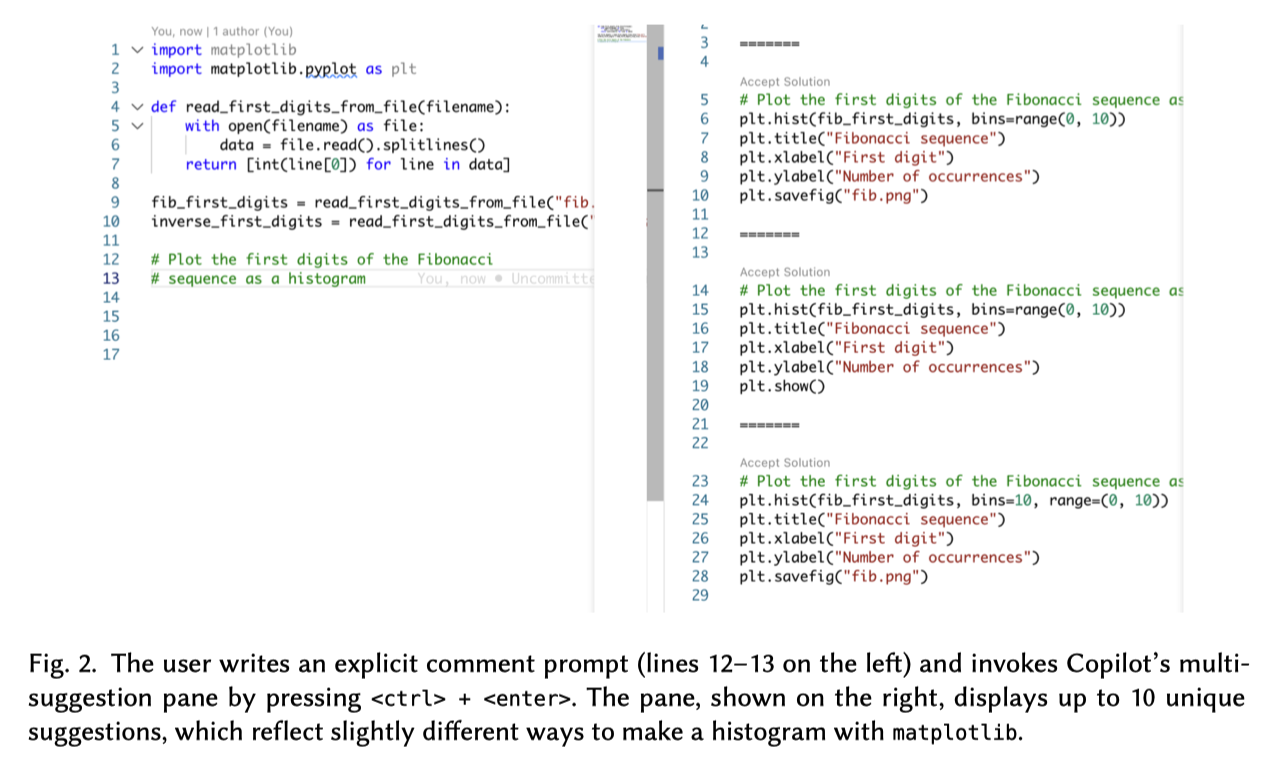 You, now | 1 author (You)
1 import matplotlib
2 import matplotlib.pyplot as plt
3
4 def read_first_digits_from_file(filename):
5 with open(filename) as file:
6 data = file.read().splitlines()
7 return [int(line[0]) for line in data]
8
9 fib_first_digits = read_first_digits_from_file("fib.
10 inverse_first_digits = read_first_digits_from_file("
11
12 # Plot the first digits of the Fibonacci
13 # sequence as a histogram You, now • Uncommitte
14
15
16
17
3 =======
4
Accept Solution
5 # Plot the first digits of the Fibonacci sequence as
6 plt.hist(fib_first_digits, bins=range(0, 10))
7 plt.title("Fibonacci sequence")
8 plt.xlabel("First digit")
9 plt.ylabel("Number of occurrences")
10 plt.savefig("fib.png")
11
12 =======
13
Accept Solution
14 # Plot the first digits of the Fibonacci sequence as
15 plt.hist(fib_first_digits, bins=range(0, 10))
16 plt.title("Fibonacci sequence")
17 plt.xlabel("First digit")
18 plt.ylabel("Number of occurrences")
19 plt.show()
20
21 =======
22
Accept Solution
23 # Plot the first digits of the Fibonacci sequence as
24 plt.hist(fib_first_digits, bins=10, range=(0, 10))
25 plt.title("Fibonacci sequence")
26 plt.xlabel("First digit")
27 plt.ylabel("Number of occurrences")
28 plt.savefig("fib.png")
29
Fig. 2. The user writes an explicit comment prompt (lines 12–13 on the left) and invokes Copilot's multi-
suggestion pane by pressing <ctrl> + <enter>. The pane, shown on the right, displays up to 10 unique
suggestions, which reflect slightly different ways to make a histogram with matplotlib.